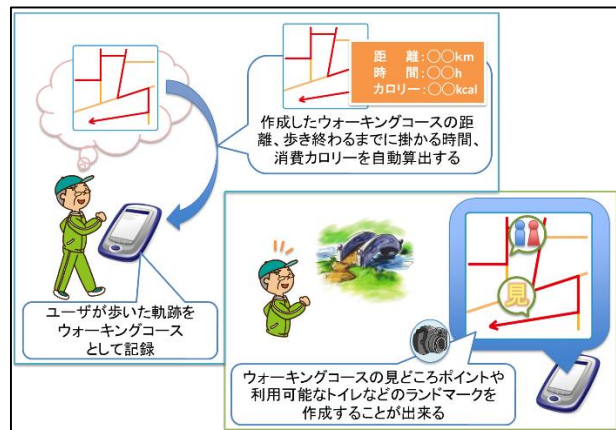 距　離：〇〇km
時　間：〇〇h
カロリー：〇〇kcal
作成したウォーキングコースの距
離、歩き終わるまでに掛かる時間、
消費カロリーを自動算出する
ユーザが歩いた軌跡を
ウォーキングコース
として記録
見
ウォーキングコースの見どころポイントや
利用可能なトイレなどのランドマークを
作成することが出来る